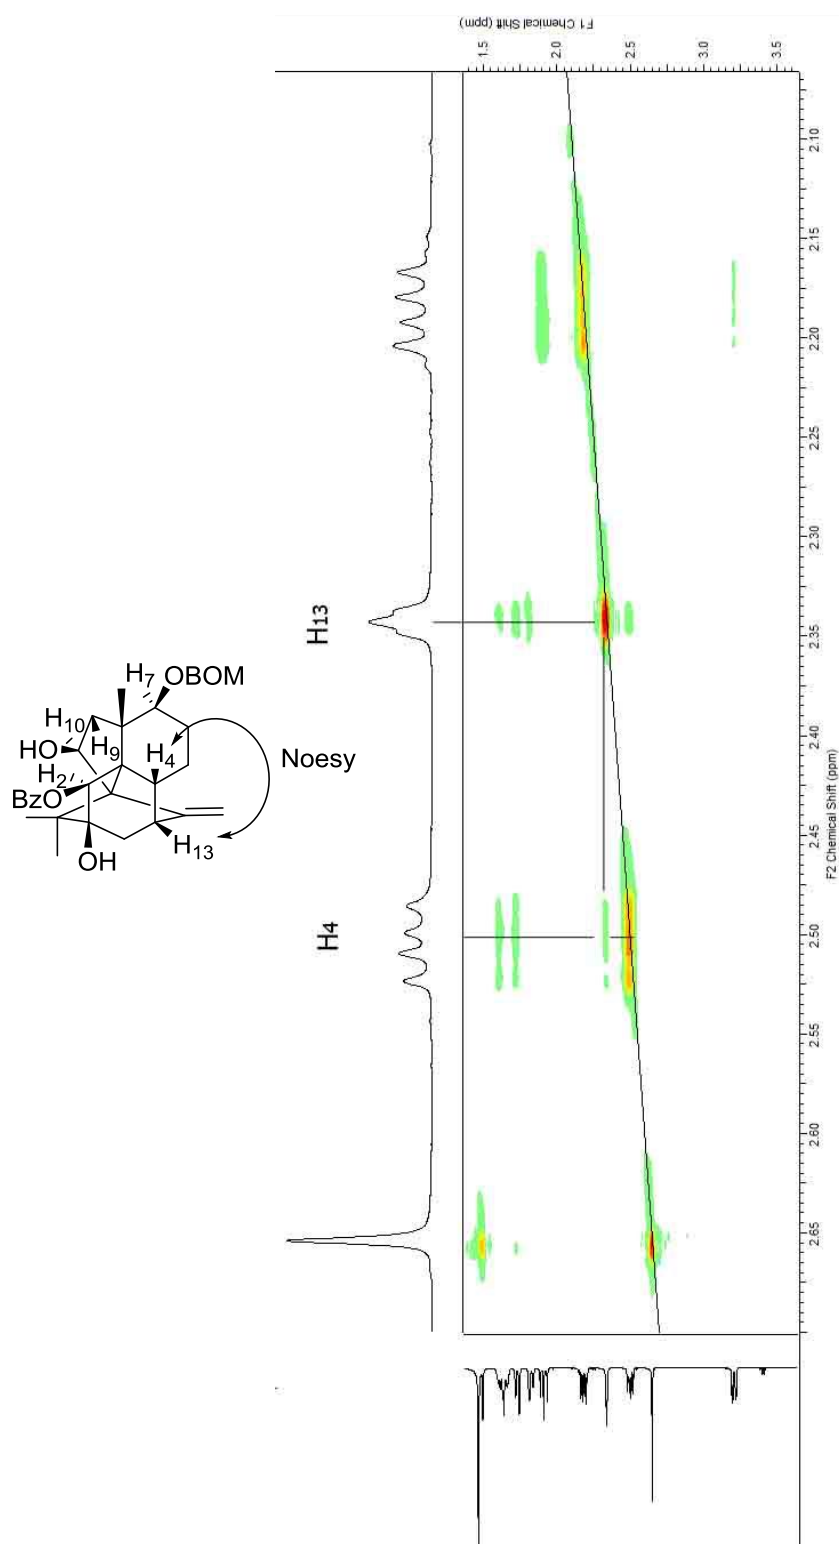 F1 Chemical Shift (ppm)
1.5 2.0 2.5 3.0 3.5
2.10
2.15
2.20
2.25
2.30
2.35
2.40
2.45
2.50
2.55
2.60
2.65
F2 Chemical Shift (ppm)
H13
H4
H7
OBOM
H10
HO
H9
H4
Noesy
H2
BzO
H13
OH